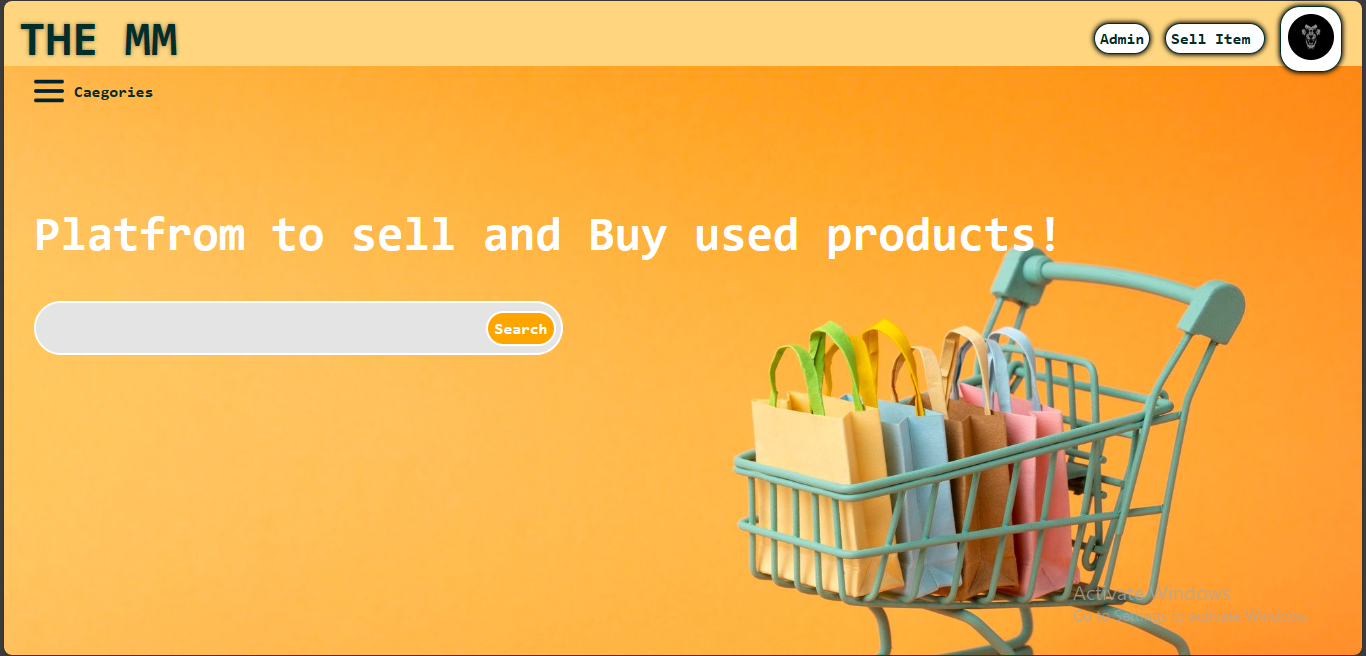 THE MM
Admin
Sell Item
Caegories
Platfrom to sell and Buy used products!
Search
Activate Windows
Go to Settings to activate Windows.